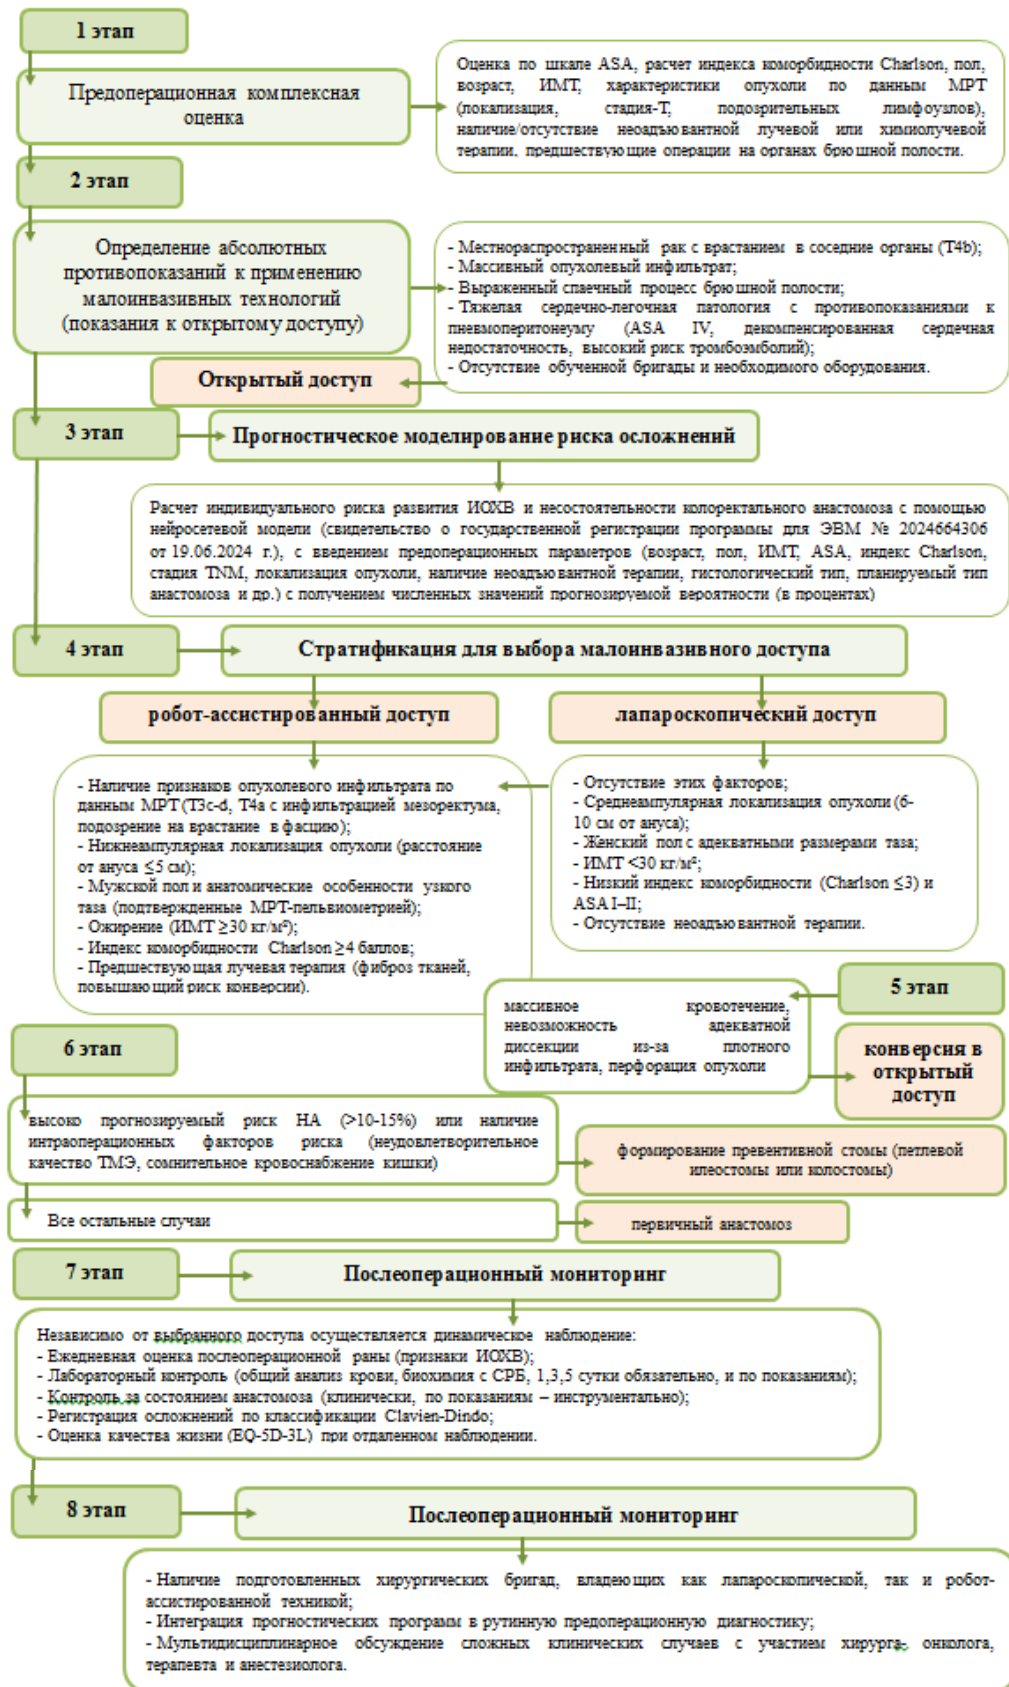 1 этап
Предоперационная комплексная
оценка
Оценка по шкале ASA, расчет индекса коморбидности Charlson, пол,
возраст, ИМТ, характеристики опухоли по данным МРТ
(локализация, стадия-Т, подозрительных лимфоузлов),
наличие/отсутствие неоадъювантной лучевой или химиолучевой
терапии, предшествующие операции на органах брюшной полости.
2 этап
Определение абсолютных
противопоказаний к применению
малоинвазивных технологий
(показания к открытому доступу)
- Местнораспространенный рак с врастанием в соседние органы (T4b);
- Массивный опухолевый инфильтрат;
- Выраженный спаечный процесс брюшной полости;
- Тяжелая сердечно-легочная патология с противопоказаниями к
пневмоперитонеуму (ASA IV, декомпенсированная сердечная
недостаточность, высокий риск тромбоэмболий);
- Отсутствие обученной бригады и необходимого оборудования.
Открытый доступ
3 этап
Прогностическое моделирование риска осложнений
Расчет индивидуального риска развития ИОХВ и несостоятельности колоректального анастомоза с помощью
нейросетевой модели (свидетельство о государственной регистрации программы для ЭВМ № 2024664306
от 19.06.2024 г.), с введением предоперационных параметров (возраст, пол, ИМТ, ASA, индекс Charlson,
стадия TNM, локализация опухоли, наличие неоадъювантной терапии, гистологический тип, планируемый тип
анастомоза и др.) с получением численных значений прогнозируемой вероятности (в процентах)
4 этап
Стратификация для выбора малоинвазивного доступа
робот-ассистированный доступ
лапароскопический доступ
- Наличие признаков опухолевого инфильтрата по
данным МРТ (T3c-d, T4a с инфильтрацией мезоректума,
подозрение на врастание в фасцию);
- Нижнеампулярная локализация опухоли (расстояние
от ануса ≤5 см);
- Мужской пол и анатомические особенности узкого
таза (подтвержденные МРТ-пельвиометрией);
- Ожирение (ИМТ ≥30 кг/м²);
- Индекс коморбидности Charlson ≥4 баллов;
- Предшествующая лучевая терапия (фиброз тканей,
повышающий риск конверсии).
- Отсутствие этих факторов;
- Среднеампулярная локализация опухоли (6-
10 см от ануса);
- Женский пол с адекватными размерами таза;
- ИМТ <30 кг/м²;
- Низкий индекс коморбидности (Charlson ≤3) и
ASA I–II;
- Отсутствие неоадъювантной терапии.
5 этап
массивное кровотечение,
невозможность адекватной
диссекции из-за плотного
инфильтрата, перфорация опухоли
конверсия в
открытый
доступ
6 этап
высоко прогнозируемый риск НА (>10-15%) или наличие
интраоперационных факторов риска (неудовлетворительное
качество ТМЭ, сомнительное кровоснабжение кишки)
формирование превентивной стомы (петлевой
илеостомы или колостомы)
Все остальные случаи
первичный анастомоз
7 этап
Послеоперационный мониторинг
Независимо от выбранного доступа осуществляется динамическое наблюдение:
- Ежедневная оценка послеоперационной раны (признаки ИОХВ);
- Лабораторный контроль (общий анализ крови, биохимия с СРБ, 1,3,5 сутки обязательно, и по показаниям);
- Контроль за состоянием анастомоза (клинически, по показаниям – инструментально);
- Регистрация осложнений по классификации Clavien-Dindo;
- Оценка качества жизни (EQ-5D-3L) при отдаленном наблюдении.
8 этап
Послеоперационный мониторинг
- Наличие подготовленных хирургических бригад, владеющих как лапароскопической, так и робот-
ассистированной техникой;
- Интеграция прогностических программ в рутинную предоперационную диагностику;
- Мультидисциплинарное обсуждение сложных клинических случаев с участием хирурга, онколога,
терапевта и анестезиолога.